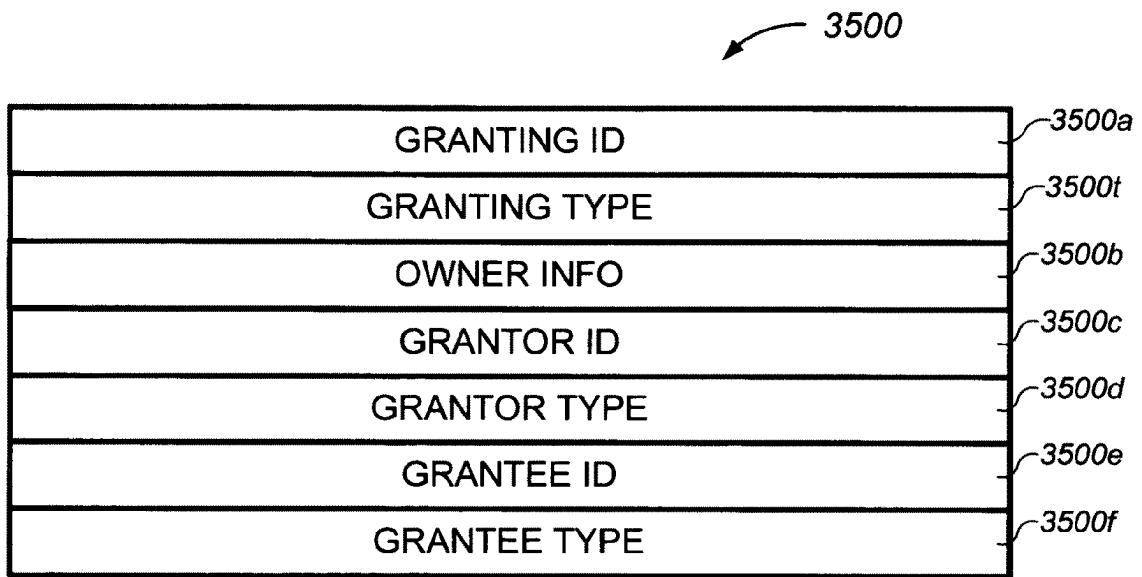 3500
GRANTING ID 3500a
GRANTING TYPE 3500t
OWNER INFO 3500b
GRANTOR ID 3500c
GRANTOR TYPE 3500d
GRANTEE ID 3500e
GRANTEE TYPE 3500f